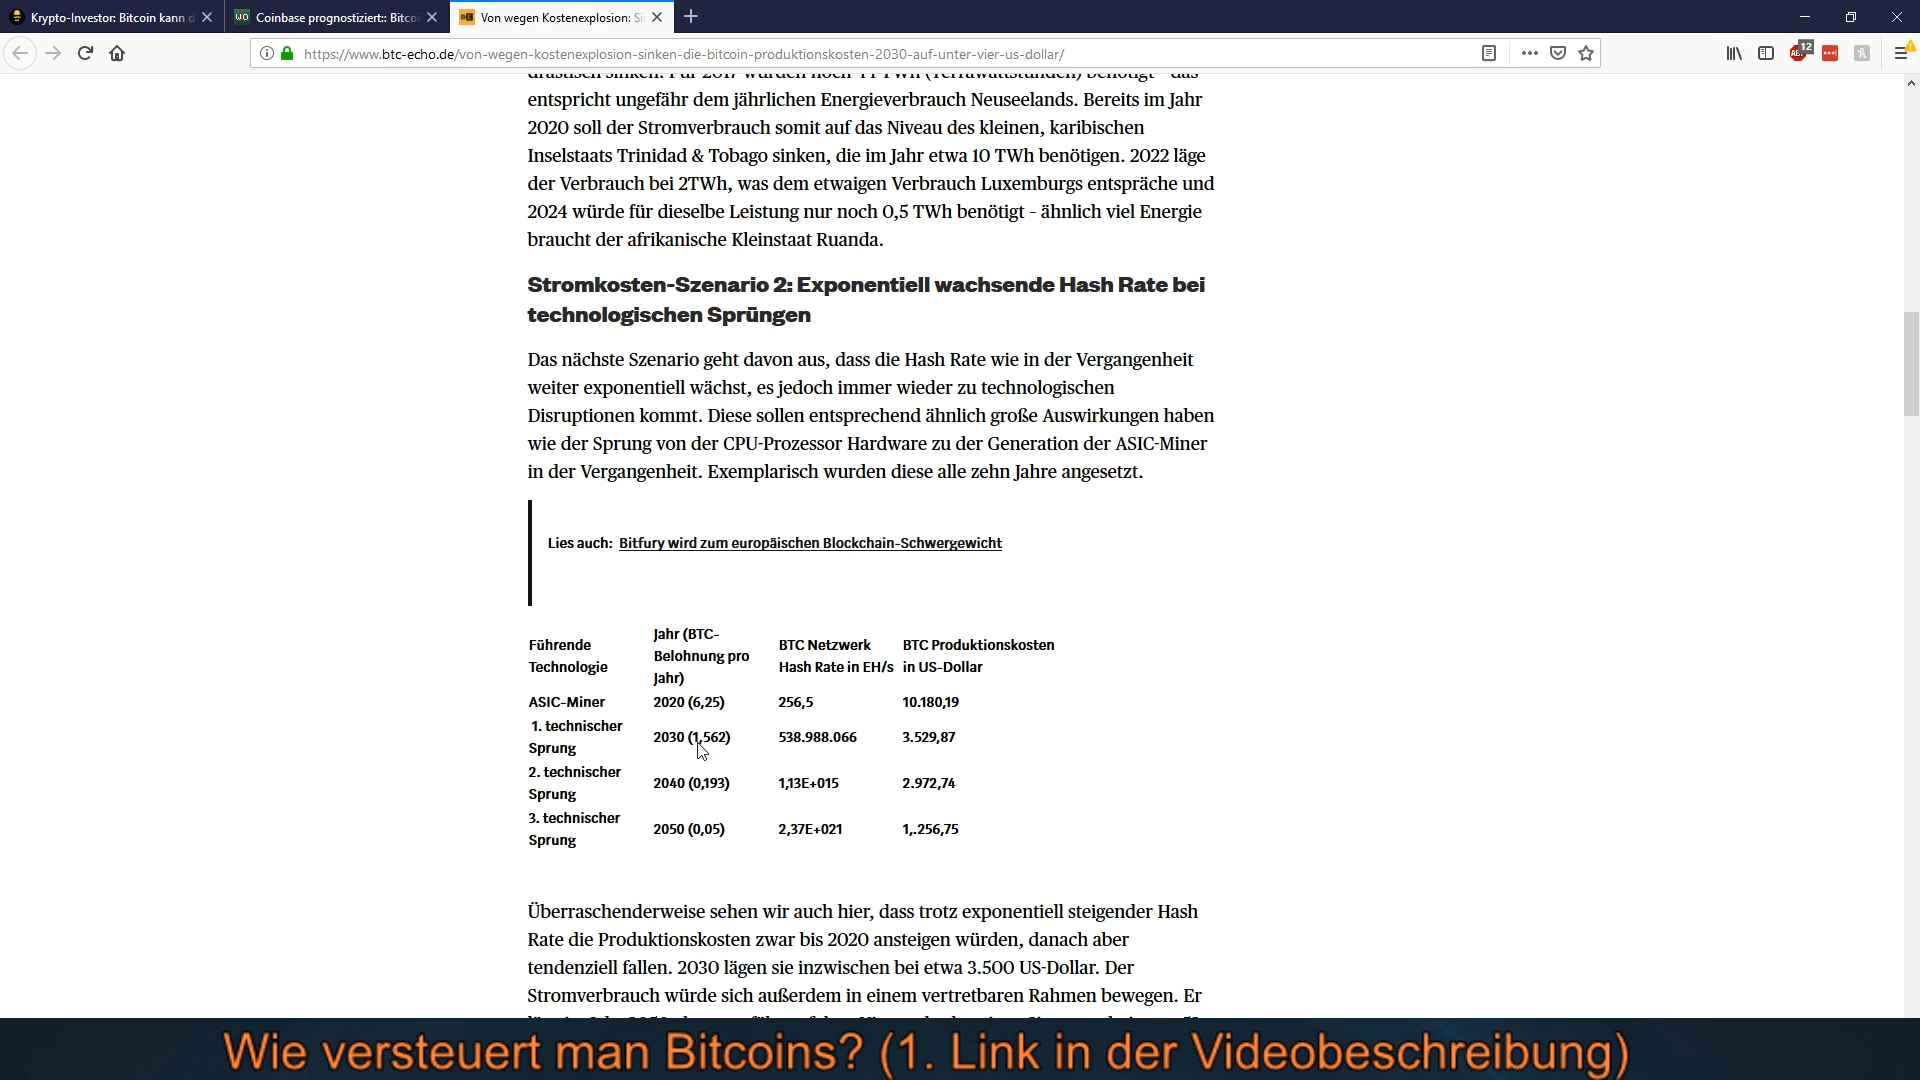 Krypto-Investor: Bitcoin kann d
Coinbase prognostiziert:: Bitco
Von wegen Kostenexplosion: Si
https://www.btc-echo.de/von-wegen-kostenexplosion-sinken-die-bitcoin-produktionskosten-2030-auf-unter-vier-us-dollar/
12
entspricht ungefähr dem jährlichen Energieverbrauch Neuseelands. Bereits im Jahr
2020 soll der Stromverbrauch somit auf das Niveau des kleinen, karibischen
Inselstaats Trinidad & Tobago sinken, die im Jahr etwa 10 TWh benötigen. 2022 läge
der Verbrauch bei 2TWh, was dem etwaigen Verbrauch Luxemburgs entspräche und
2024 würde für dieselbe Leistung nur noch 0,5 TWh benötigt – ähnlich viel Energie
braucht der afrikanische Kleinstaat Ruanda.
Stromkosten-Szenario 2: Exponentiell wachsende Hash Rate bei
technologischen Sprüngen
Das nächste Szenario geht davon aus, dass die Hash Rate wie in der Vergangenheit
weiter exponentiell wächst, es jedoch immer wieder zu technologischen
Disruptionen kommt. Diese sollen entsprechend ähnlich große Auswirkungen haben
wie der Sprung von der CPU-Prozessor Hardware zu der Generation der ASIC-Miner
in der Vergangenheit. Exemplarisch wurden diese alle zehn Jahre angesetzt.
Lies auch: Bitfury wird zum europäischen Blockchain-Schwergewicht
Führende Technologie Jahr (BTC-Belohnung pro Jahr) BTC Netzwerk Hash Rate in EH/s BTC Produktionskosten in US-Dollar
ASIC-Miner 2020 (6,25) 256,5 10.180,19
1. technischer Sprung 2030 (1,562) 538.988.066 3.529,87
2. technischer Sprung 2040 (0,193) 1,13E+015 2.972,74
3. technischer Sprung 2050 (0,05) 2,37E+021 1,.256,75
Überraschenderweise sehen wir auch hier, dass trotz exponentiell steigender Hash
Rate die Produktionskosten zwar bis 2020 ansteigen würden, danach aber
tendenziell fallen. 2030 lägen sie inzwischen bei etwa 3.500 US-Dollar. Der
Stromverbrauch würde sich außerdem in einem vertretbaren Rahmen bewegen. Er
Wie versteuert man Bitcoins? (1. Link in der Videobeschreibung)